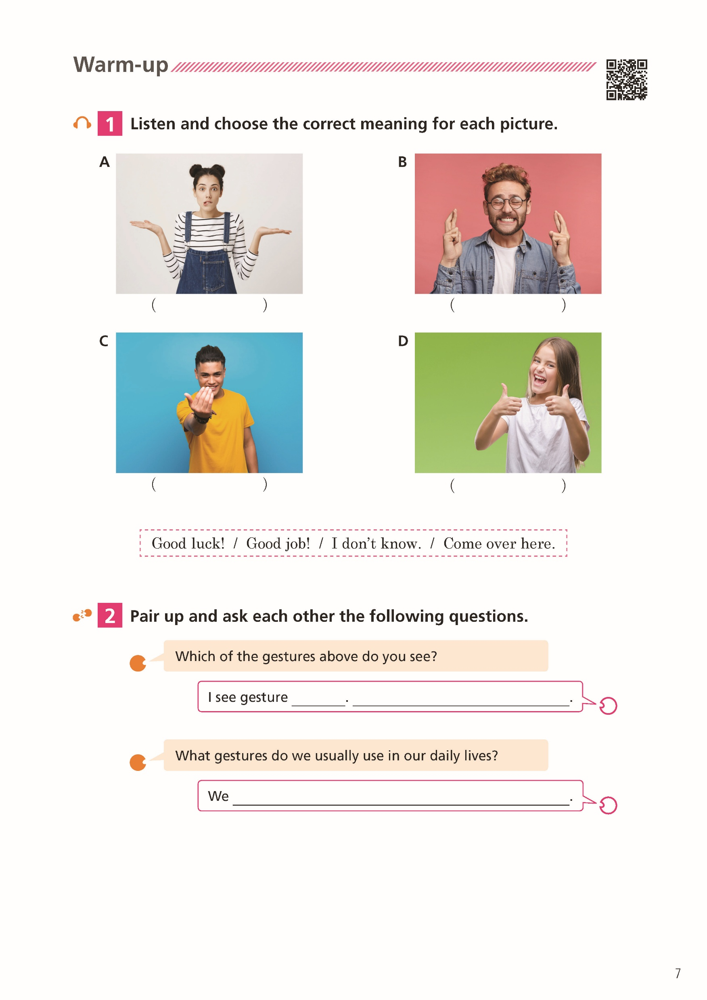 Warm-up
1 Listen and choose the correct meaning for each picture.
A
B
( )
( )
C
D
( )
( )
Good luck! / Good job! / I don't know. / Come over here.
2 Pair up and ask each other the following questions.
Which of the gestures above do you see?
I see gesture ______. ______________________.
What gestures do we usually use in our daily lives?
We ______________________________.
7